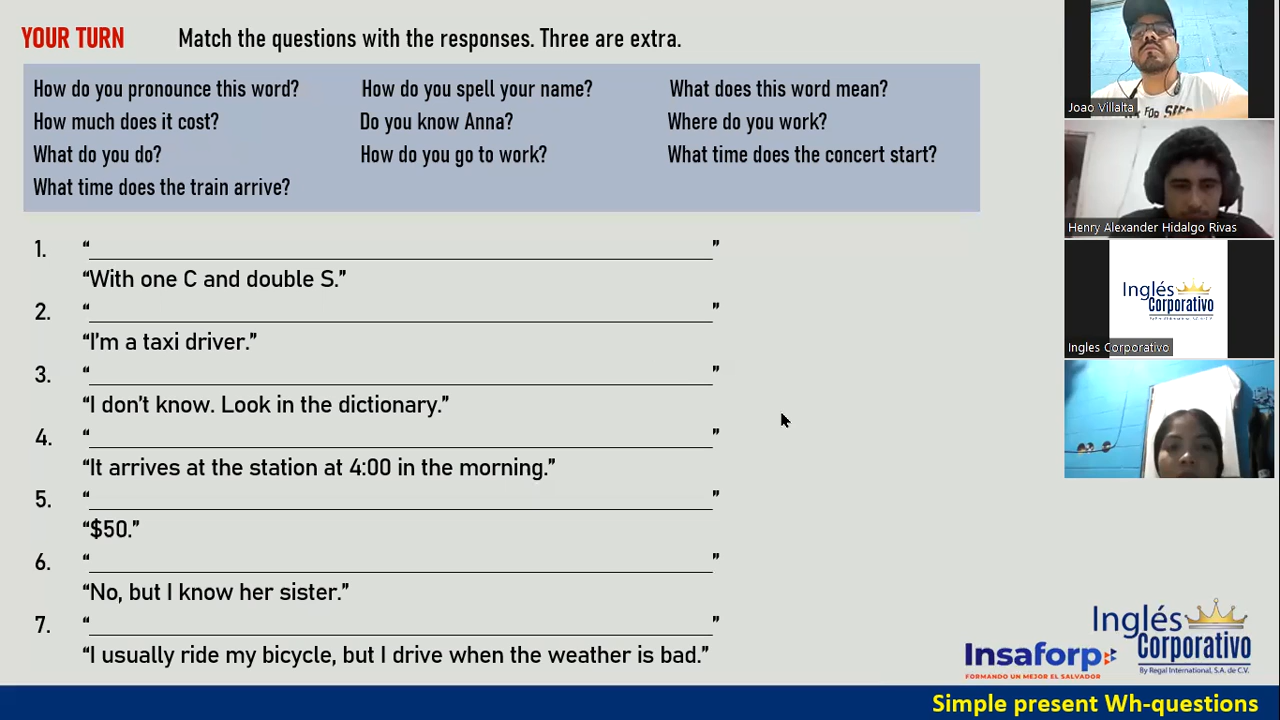 YOUR TURN Match the questions with the responses. Three are extra.
How do you pronounce this word? How do you spell your name? What does this word mean?
How much does it cost? Do you know Anna? Where do you work?
What do you do? How do you go to work? What time does the concert start?
What time does the train arrive?
1. “ ”
“With one C and double S.”
2. “ ”
“I’m a taxi driver.”
3. “ ”
“I don’t know. Look in the dictionary.”
4. “ ”
“It arrives at the station at 4:00 in the morning.”
5. “ ”
“$50.”
6. “ ”
“No, but I know her sister.”
7. “ ”
“I usually ride my bicycle, but I drive when the weather is bad.”
Joao Villalta
Henry Alexander Hidalgo Rivas
Inglés
Corporativo
Ingles Corporativo
Insaforp
FORMANDO UN MEJOR EL SALVADOR
Inglés
Corporativo
By Regal International, S.A. de C.V.
Simple present Wh-questions